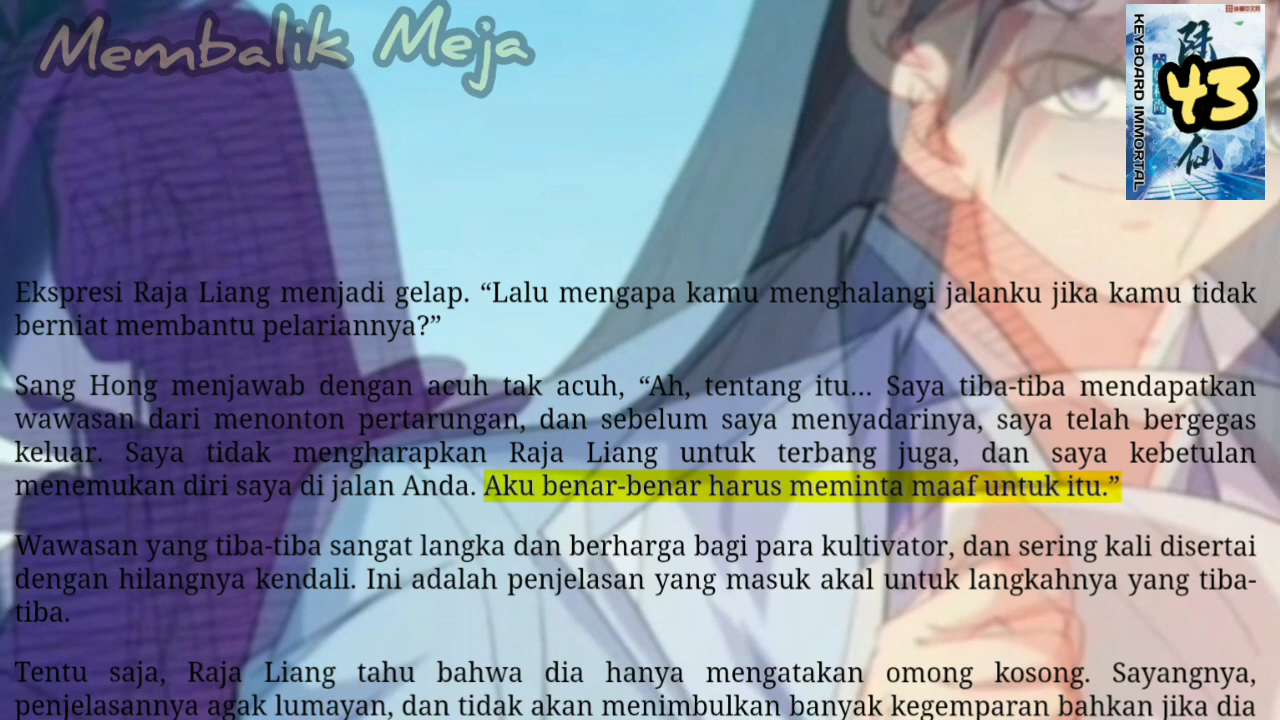 Membalik Meja
KEYBOARD IMMORTAL
43
仙
Ekspresi Raja Liang menjadi gelap. “Lalu mengapa kamu menghalangi jalanku jika kamu tidak
berniat membantu pelariannya?”
Sang Hong menjawab dengan acuh tak acuh, “Ah, tentang itu... Saya tiba-tiba mendapatkan
wawasan dari menonton pertarungan, dan sebelum saya menyadarinya, saya telah bergegas
keluar. Saya tidak mengharapkan Raja Liang untuk terbang juga, dan saya kebetulan
menemukan diri saya di jalan Anda. Aku benar-benar harus meminta maaf untuk itu.”
Wawasan yang tiba-tiba sangat langka dan berharga bagi para kultivator, dan sering kali disertai
dengan hilangnya kendali. Ini adalah penjelasan yang masuk akal untuk langkahnya yang tiba-
tiba.
Tentu saja, Raja Liang tahu bahwa dia hanya mengatakan omong kosong. Sayangnya,
penjelasannya agak lumayan, dan tidak akan menimbulkan banyak kegemparan bahkan jika dia